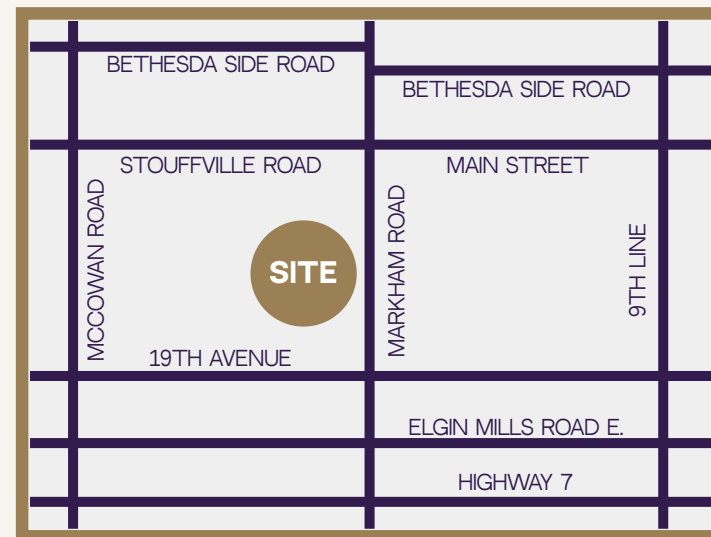 BETHESDA SIDE ROAD
BETHESDA SIDE ROAD
STOUFFVILLE ROAD
MAIN STREET
MCCOWAN ROAD
SITE
MARKHAM ROAD
9TH LINE
19TH AVENUE
ELGIN MILLS ROAD E.
HIGHWAY 7